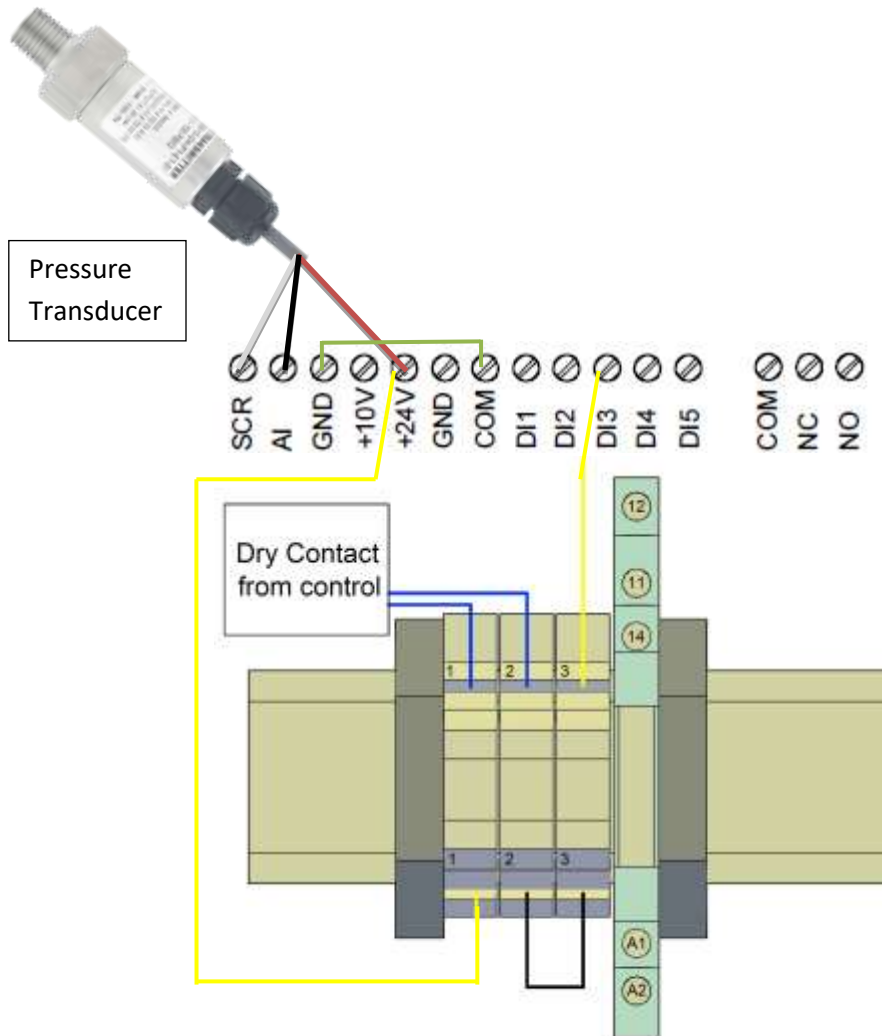 Pressure
Transducer
SCR
AI
GND
+10V
+24V
GND
COM
DI1
DI2
DI3
DI4
DI5
COM
NC
NO
Dry Contact
from control
12
11
14
1 2 3
1 2 3
A1
A2